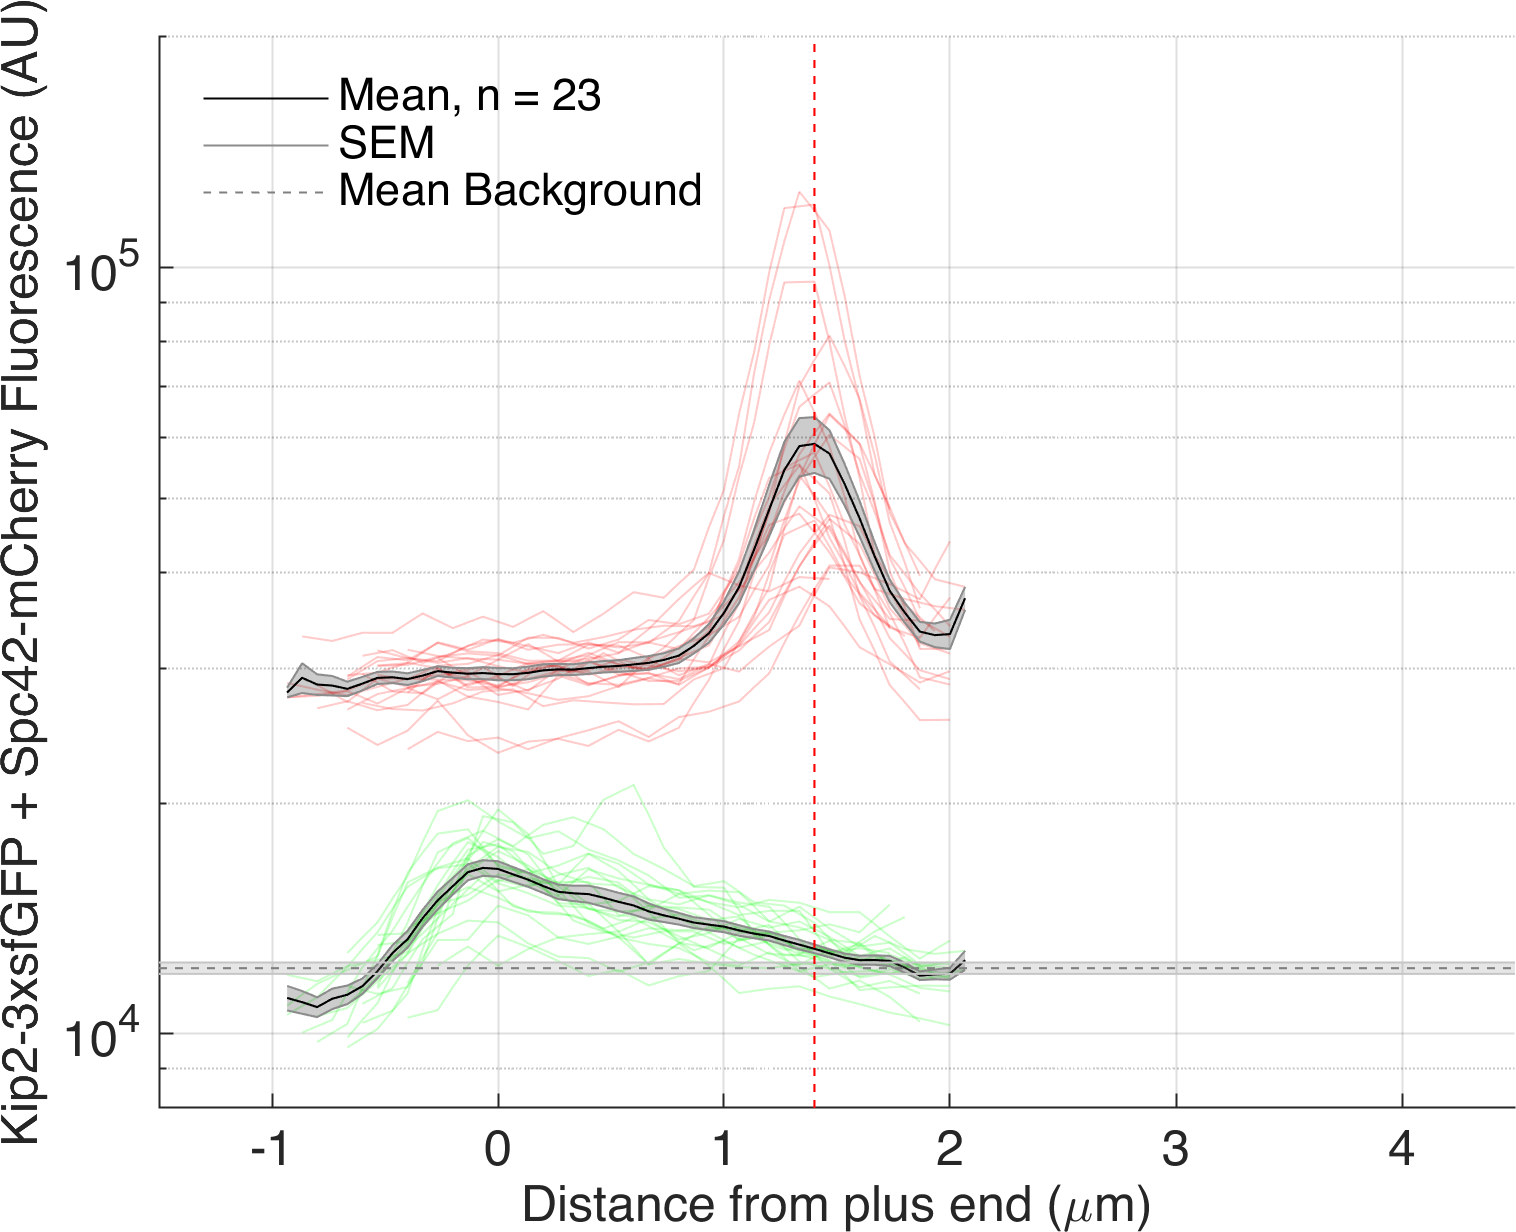 Kip2-3xsfGFP + Spc42-mCherry Fluorescence (AU)
Mean, n = 23
SEM
Mean Background
10^5
10^4
-1 0 1 2 3 4
Distance from plus end (μm)